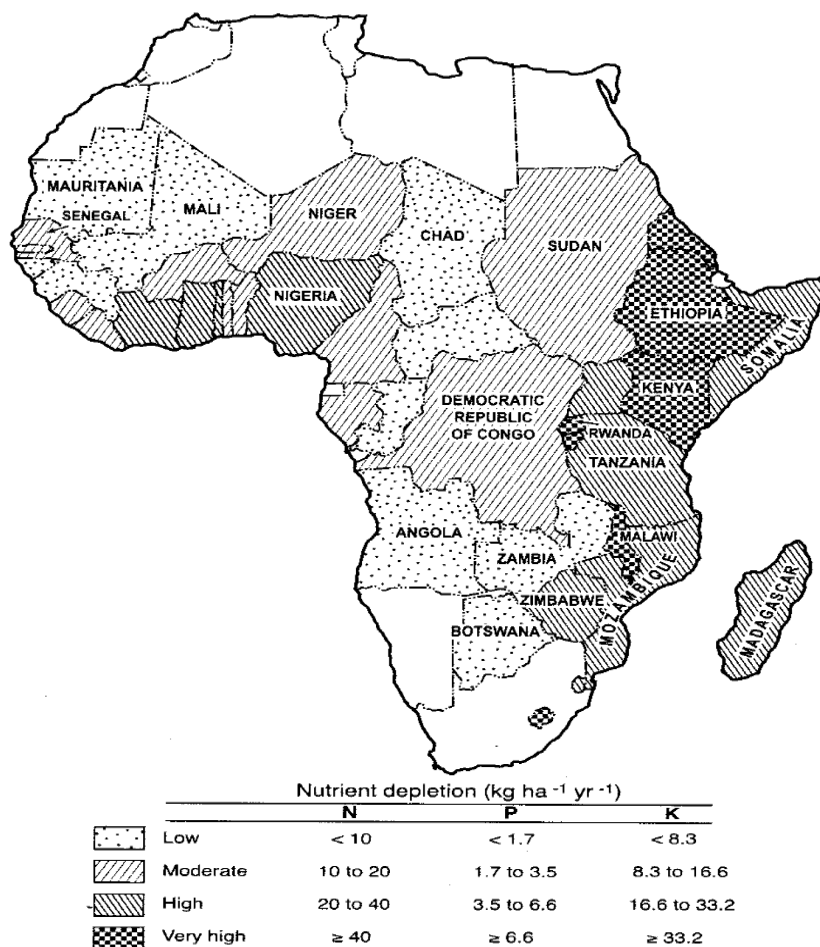 MAURITANIA
SENEGAL
MALI
NIGER
CHAD
SUDAN
NIGERIA
ETHIOPIA
SOMALIA
KENYA
DEMOCRATIC
REPUBLIC
OF CONGO
RWANDA
TANZANIA
ANGOLA
MALAWI
ZAMBIA
ZIMBABWE
MOZAMBIQUE
MADAGASCAR
BOTSWANA
Nutrient depletion (kg ha -1 yr -1)
N P K
Low < 10 < 1.7 < 8.3
Moderate 10 to 20 1.7 to 3.5 8.3 to 16.6
High 20 to 40 3.5 to 6.6 16.6 to 33.2
Very high ≥ 40 ≥ 6.6 ≥ 33.2